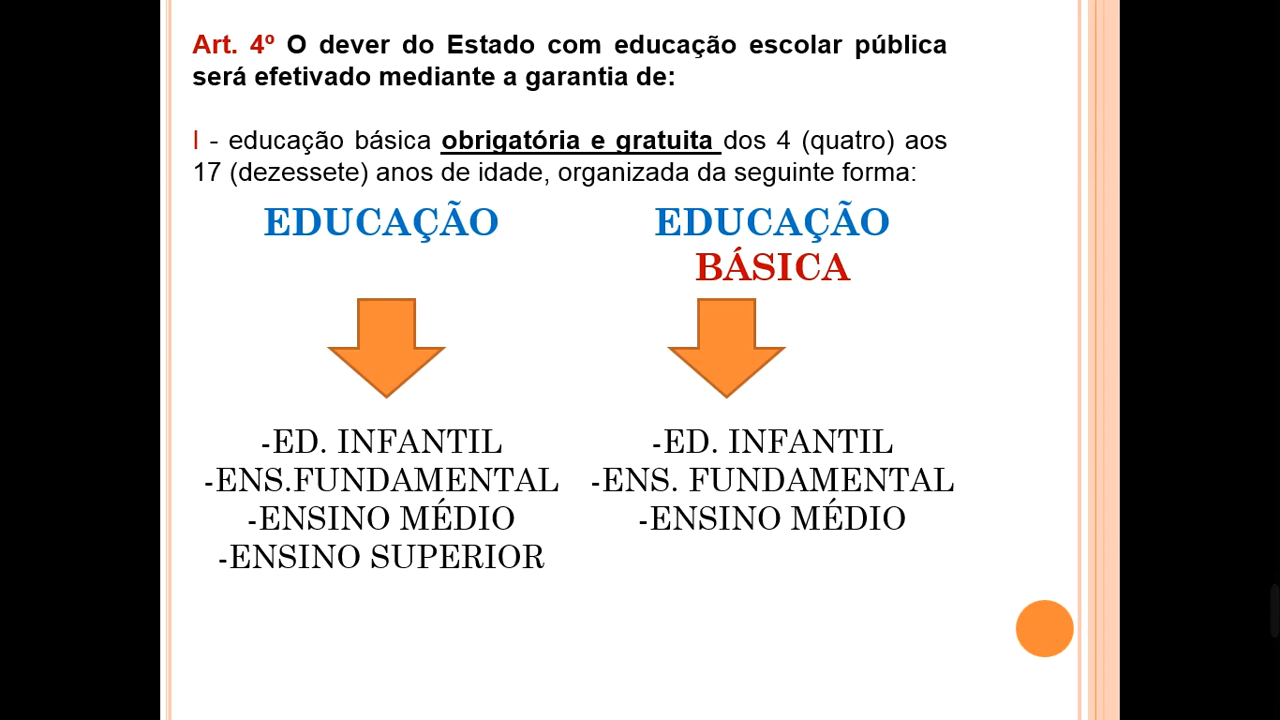 Art. 4º O dever do Estado com educação escolar pública
será efetivado mediante a garantia de:
I - educação básica obrigatória e gratuita dos 4 (quatro) aos
17 (dezessete) anos de idade, organizada da seguinte forma:
EDUCAÇÃO
-ED. INFANTIL
-ENS.FUNDAMENTAL
-ENSINO MÉDIO
-ENSINO SUPERIOR
EDUCAÇÃO
BÁSICA
-ED. INFANTIL
-ENS. FUNDAMENTAL
-ENSINO MÉDIO